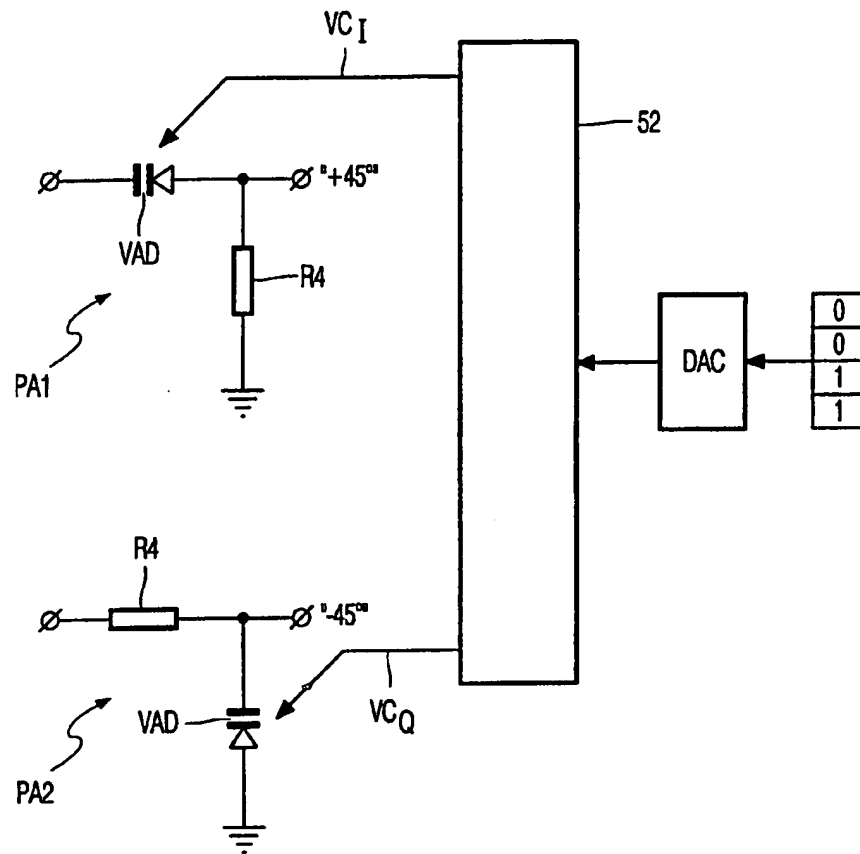 VC I
52
"+45°"
VAD
R4
PA1
DAC
0
0
1
1
R4
"-45°"
VAD
VC Q
PA2